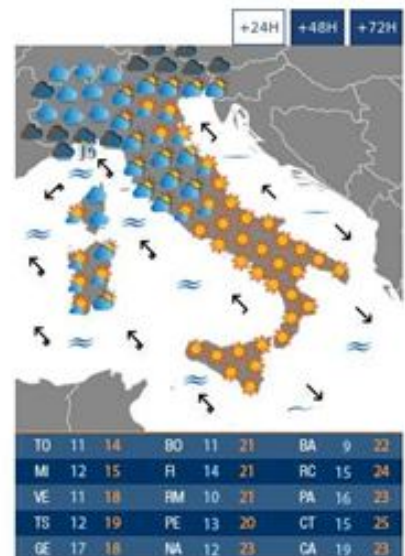 +24H +48H +72H
TO 11 14 BO 11 21 BA 9 22
MI 12 15 FI 14 21 RC 15 24
VE 11 18 RM 10 21 PA 16 23
TS 12 19 PE 13 20 CT 15 25
GE 17 18 NA 12 23 CA 19 23